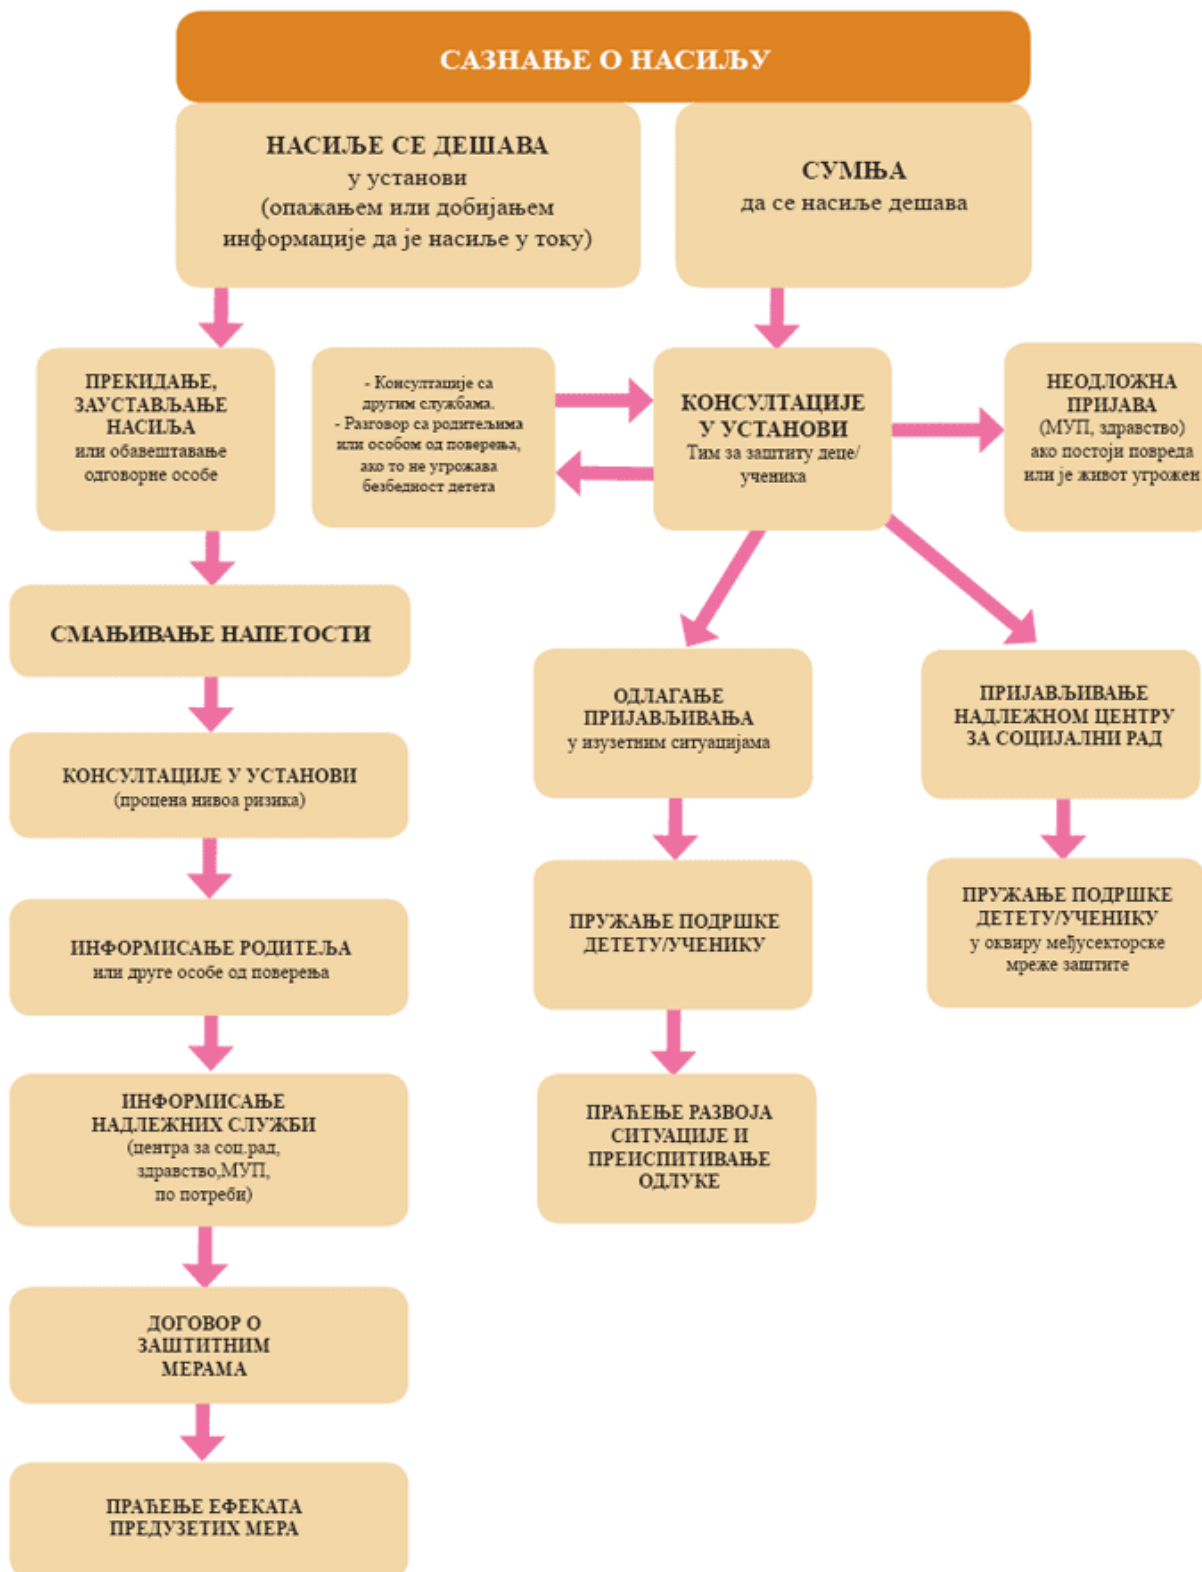 САЗНАЊЕ О НАСИЉУ
НАСИЉЕ СЕ ДЕШАВА
у установи
(опажањем или добијањем
информације да је насиље у току)
СУМЊА
да се насиље дешава
ПРЕКИДАЊЕ,
ЗАУСТАВЉАЊЕ
НАСИЉА
или обавештавање
одговорне особе
- Консултације са
другим службама.
- Разговор са родитељима
или особом од поверења,
ако то не угрожава
безбедност детета
КОНСУЛТАЦИЈЕ
У УСТАНОВИ
Тим за заштиту деце/
ученика
НЕОДЛОЖНА
ПРИЈАВА
(МУП, здравство)
ако постоји повреда
или је живот угрожен
СМАЊИВАЊЕ НАПЕТОСТИ
КОНСУЛТАЦИЈЕ У УСТАНОВИ
(процена нивоа ризика)
ИНФОРМИСАЊЕ РОДИТЕЉА
или друге особе од поверења
ИНФОРМИСАЊЕ
НАДЛЕЖНИХ СЛУЖБИ
(центра за соц.рад,
здравство,МУП,
по потреби)
ДОГОВОР О
ЗАШТИТНИМ
МЕРАМА
ПРАЋЕЊЕ ЕФЕКАТА
ПРЕДУЗЕТИХ МЕРА
ОДЛАГАЊЕ
ПРИЈАВЉИВАЊА
у изузетним ситуацијама
ПРУЖАЊЕ ПОДРШКЕ
ДЕТЕТУ/УЧЕНИКУ
ПРАЋЕЊЕ РАЗВОЈА
СИТУАЦИЈЕ И
ПРЕИСПИТИВАЊЕ
ОДЛУКЕ
ПРИЈАВЉИВАЊЕ
НАДЛЕЖНОМ ЦЕНТРУ
ЗА СОЦИЈАЛНИ РАД
ПРУЖАЊЕ ПОДРШКЕ
ДЕТЕТУ/УЧЕНИКУ
у оквиру међусекторске
мреже заштите